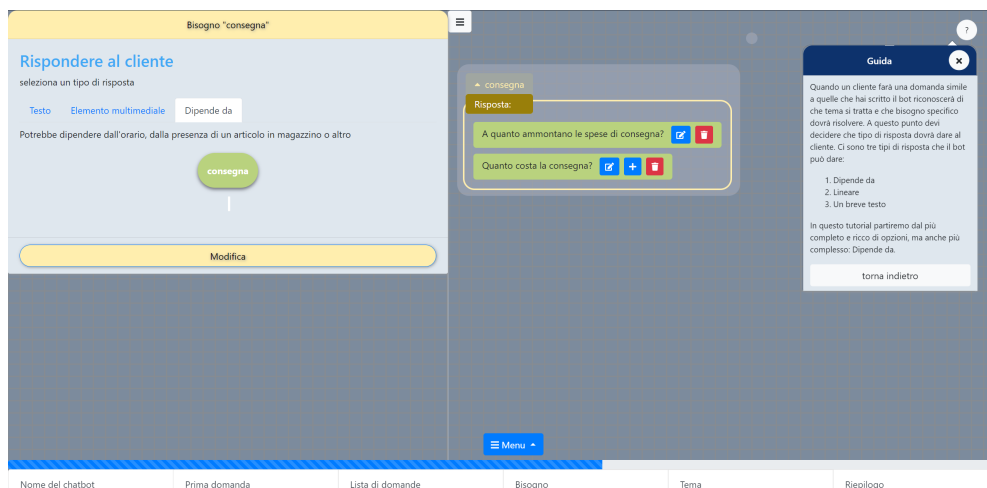 Bisogno "consegna"
Rispondere al cliente
seleziona un tipo di risposta
Testo Elemento multimediale Dipende da
Potrebbe dipendere dall'orario, dalla presenza di un articolo in magazzino o altro
consegna
Modifica
consegna
Risposta:
A quanto ammontano le spese di consegna?
Quanto costa la consegna?
?
Guida
Quando un cliente farà una domanda simile
a quelle che hai scritto il bot riconoscerà di
che tema si tratta e che bisogno specifico
dovrà risolvere. A questo punto devi
decidere che tipo di risposta dovrà dare al
cliente. Ci sono tre tipi di risposta che il bot
può dare:
1. Dipende da
2. Lineare
3. Un breve testo
In questo tutorial partiremo dal più
completo e ricco di opzioni, ma anche più
complesso: Dipende da.
torna indietro
Menu
Nome del chatbot Prima domanda Lista di domande Bisogno Tema Riepilogo